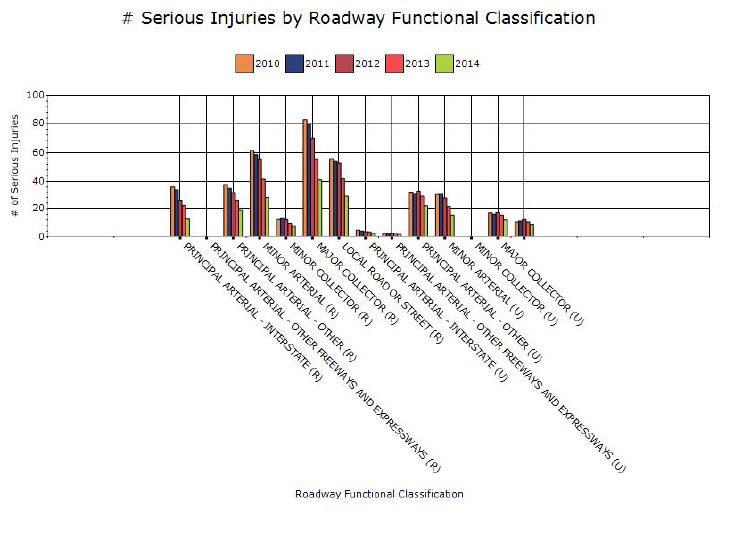 # Serious Injuries by Roadway Functional Classification
2010 2011 2012 2013 2014
# of Serious Injuries
100
80
60
40
20
0
PRINCIPAL ARTERIAL - INTERSTATE (R)
PRINCIPAL ARTERIAL - OTHER FREEWAYS AND EXPRESSWAYS (R)
PRINCIPAL ARTERIAL - OTHER (R)
MINOR ARTERIAL (R)
MINOR COLLECTOR (R)
MAJOR COLLECTOR (R)
LOCAL ROAD OR STREET (R)
PRINCIPAL ARTERIAL - INTERSTATE (U)
PRINCIPAL ARTERIAL - OTHER FREEWAYS AND EXPRESSWAYS (U)
PRINCIPAL ARTERIAL - OTHER (U)
MINOR ARTERIAL (U)
MINOR COLLECTOR (U)
MAJOR COLLECTOR (U)
Roadway Functional Classification